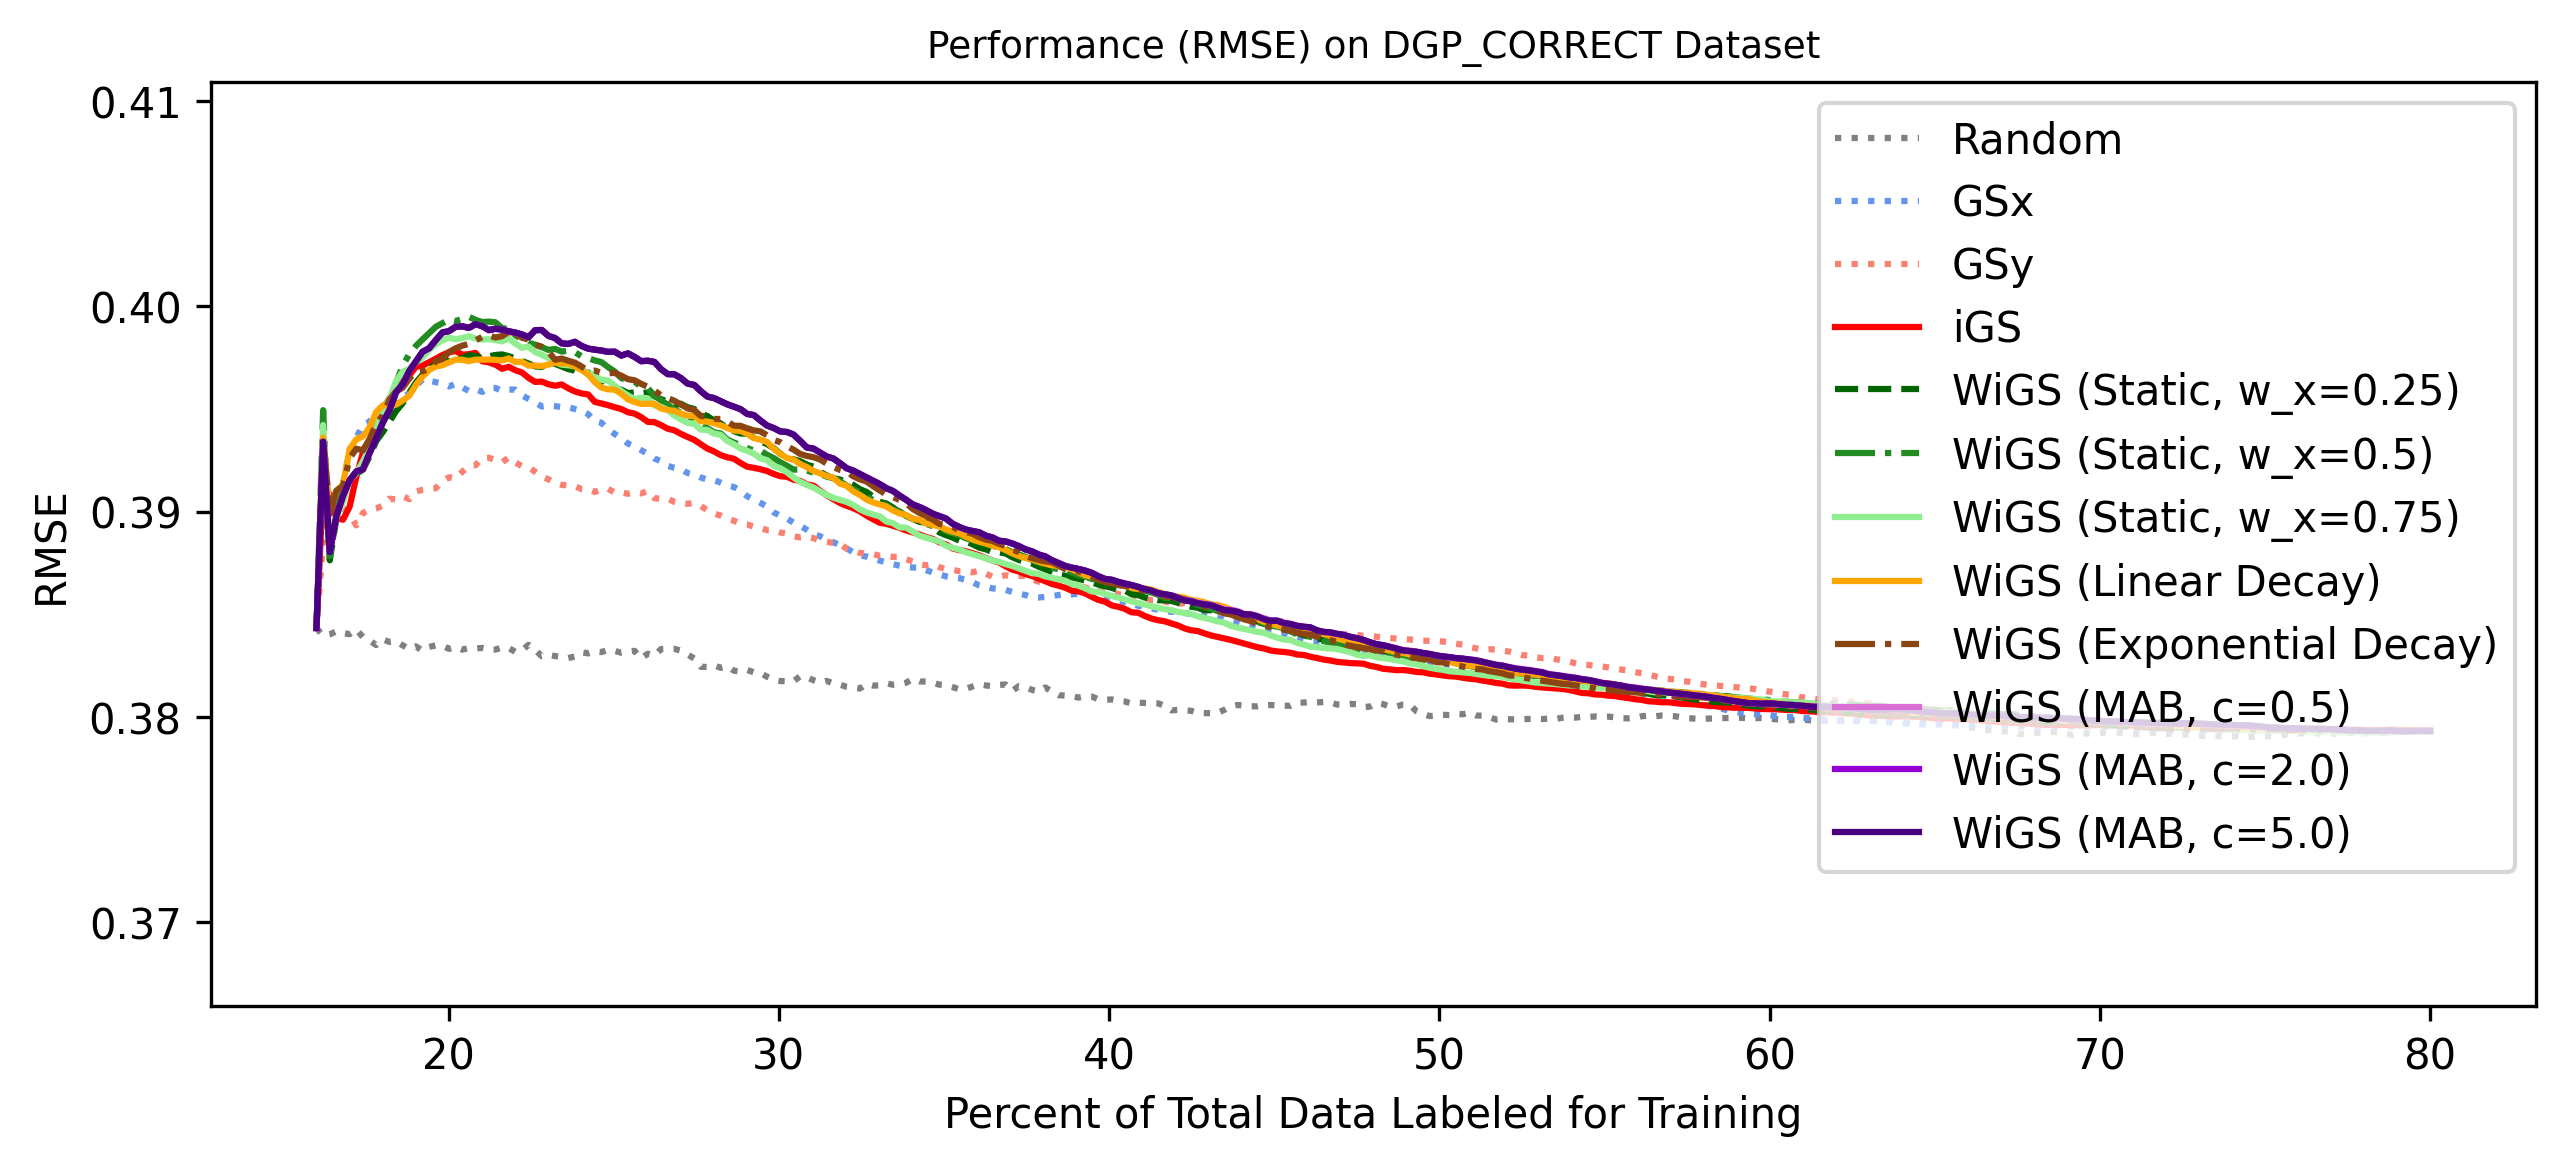 Performance (RMSE) on DGP_CORRECT Dataset
0.41
0.40
0.39
0.38
0.37
RMSE
Random
GSx
GSy
iGS
WiGS (Static, w_x=0.25)
WiGS (Static, w_x=0.5)
WiGS (Static, w_x=0.75)
WiGS (Linear Decay)
WiGS (Exponential Decay)
WiGS (MAB, c=0.5)
WiGS (MAB, c=2.0)
WiGS (MAB, c=5.0)
20 30 40 50 60 70 80
Percent of Total Data Labeled for Training